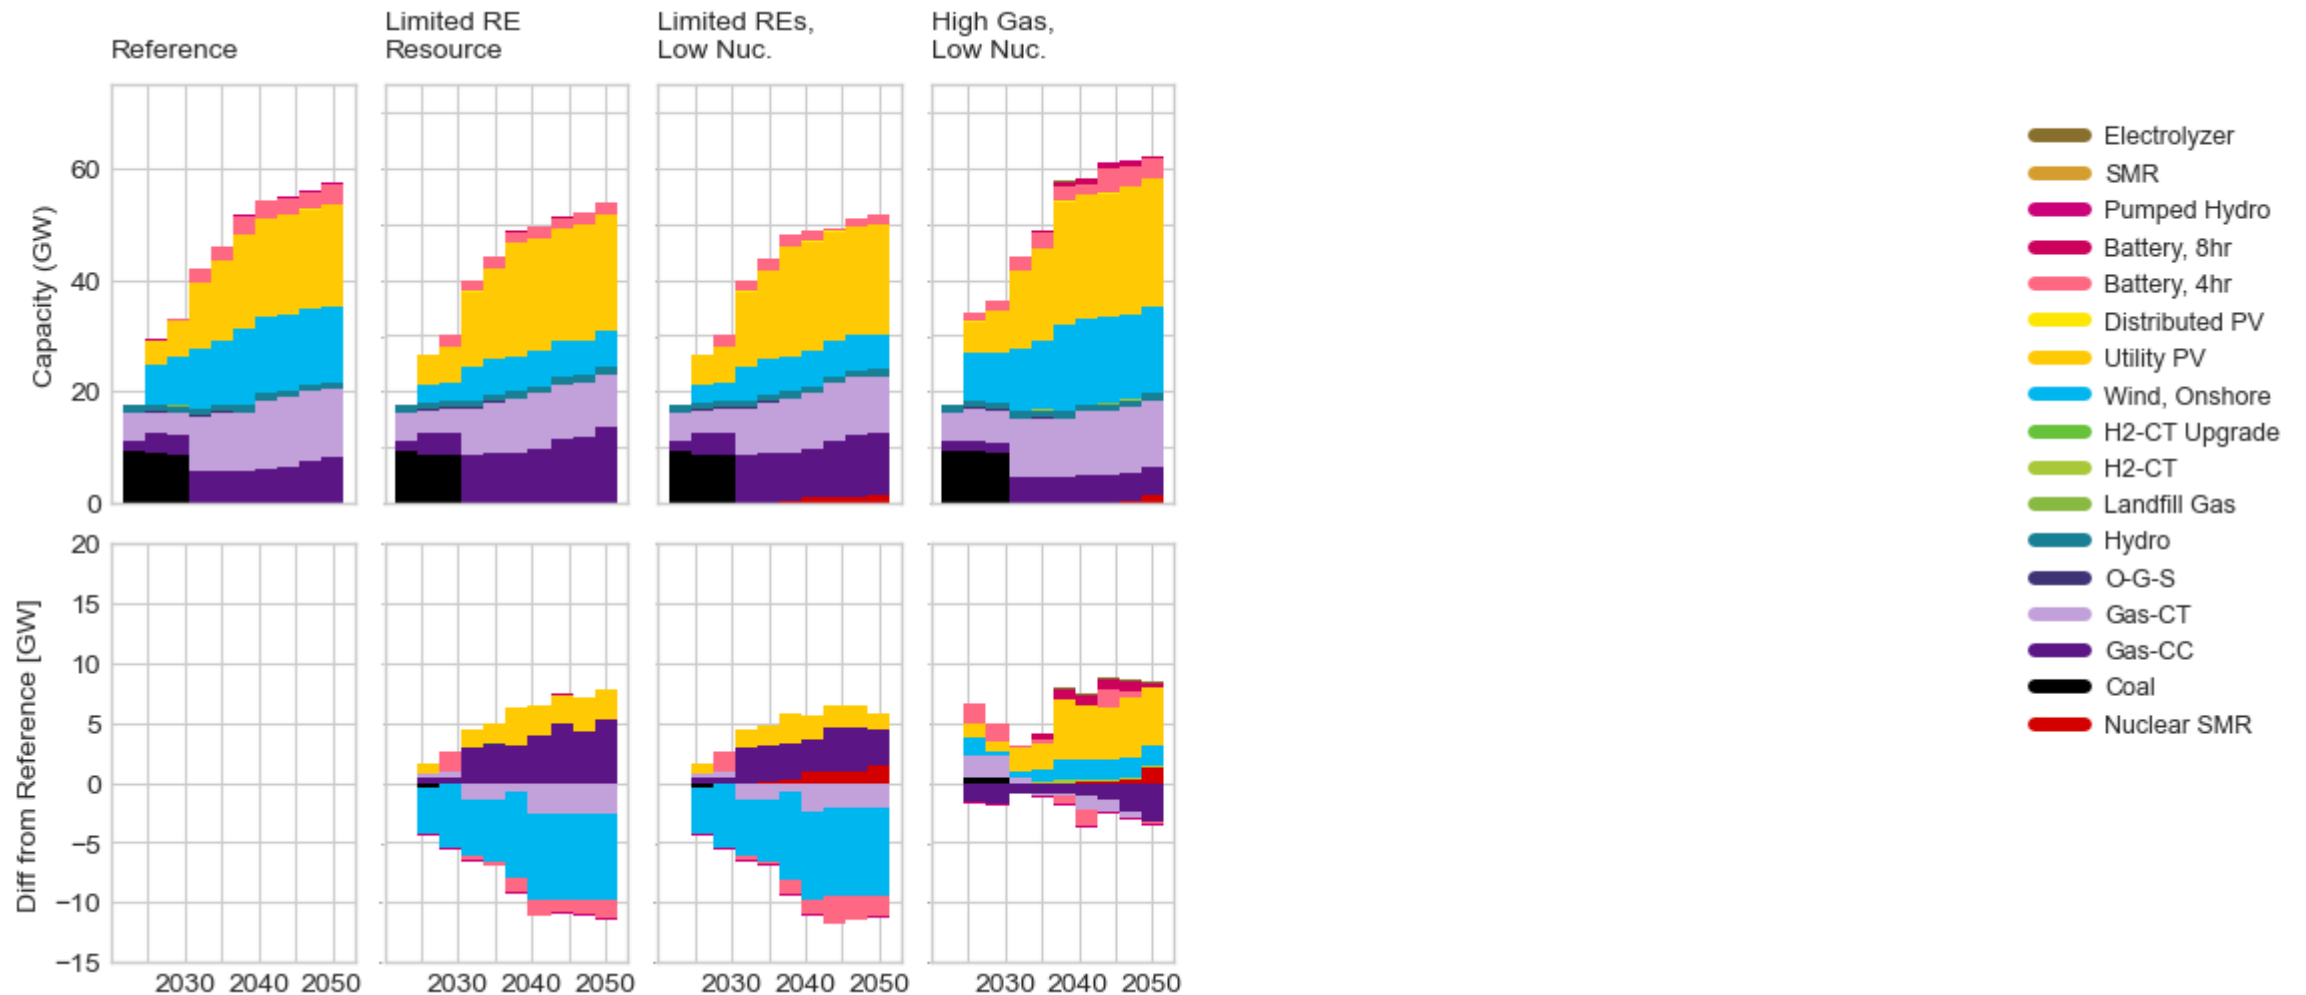 Reference
Limited RE
Resource
Limited REs,
Low Nuc.
High Gas,
Low Nuc.
Capacity (GW)
60
40
20
0
Diff from Reference [GW]
20
15
10
5
0
−5
−10
−15
2030 2040 2050
2030 2040 2050
2030 2040 2050
2030 2040 2050
Electrolyzer
SMR
Pumped Hydro
Battery, 8hr
Battery, 4hr
Distributed PV
Utility PV
Wind, Onshore
H2-CT Upgrade
H2-CT
Landfill Gas
Hydro
O-G-S
Gas-CT
Gas-CC
Coal
Nuclear SMR